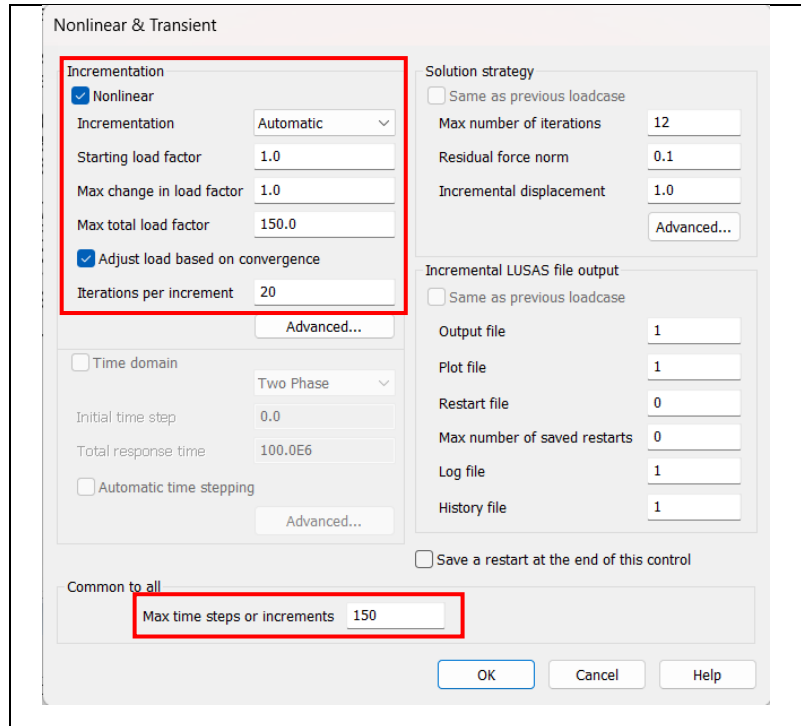 Nonlinear & Transient
Incrementation
Nonlinear
Incrementation Automatic
Starting load factor 1.0
Max change in load factor 1.0
Max total load factor 150.0
Adjust load based on convergence
Iterations per increment 20
Advanced...
Time domain
Two Phase
Initial time step 0.0
Total response time 100.0E6
Automatic time stepping
Advanced...
Solution strategy
Same as previous loadcase
Max number of iterations 12
Residual force norm 0.1
Incremental displacement 1.0
Advanced...
Incremental LUSAS file output
Same as previous loadcase
Output file 1
Plot file 1
Restart file 0
Max number of saved restarts 0
Log file 1
History file 1
Save a restart at the end of this control
Common to all
Max time steps or increments 150
OK Cancel Help